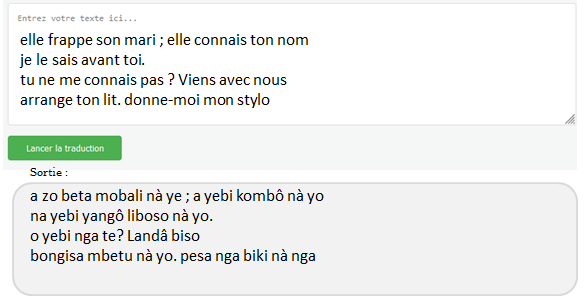 Entrez votre texte ici...
elle frappe son mari ; elle connais ton nom
je le sais avant toi.
tu ne me connais pas ? Viens avec nous
arrange ton lit. donne-moi mon stylo
Lancer la traduction
Sortie :
a zo beta mobali nà ye ; a yebi kombô nà yo
na yebi yangô liboso nà yo.
o yebi nga te? Landâ biso
bongisa mbetu nà yo. pesa nga biki nà nga